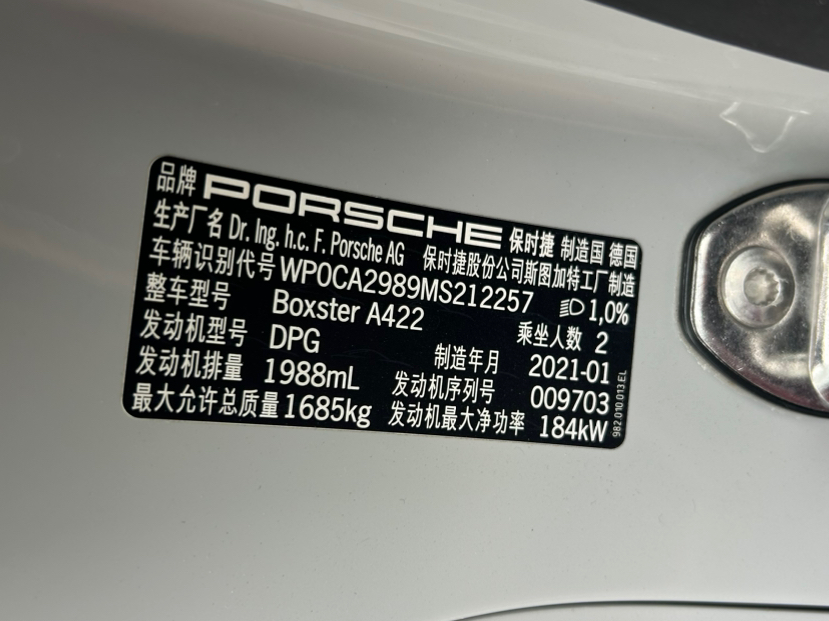 品牌 PORSCHE 保时捷 制造国 德国
生产厂名 Dr. Ing. h.c. F. Porsche AG 保时捷股份公司斯图加特工厂制造
车辆识别代号 WP0CA2989MS212257 1,0%
整车型号 Boxster A422 乘坐人数 2
发动机型号 DPG 制造年月 2021-01
发动机排量 1988mL 发动机序列号 009703
最大允许总质量 1685kg 发动机最大净功率 184kW
982.010.013.EL